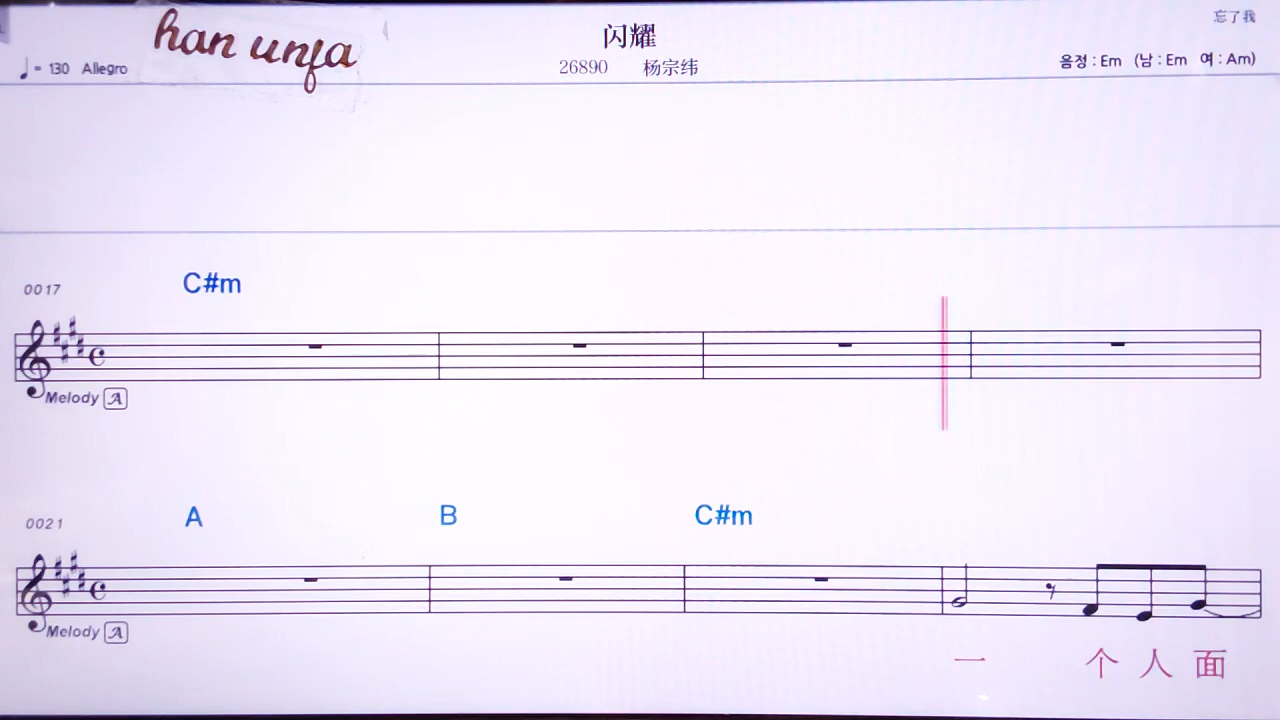 han unfa
闪耀
忘了我
♩= 130 Allegro
26890 杨宗纬
음정 : Em (남 : Em 여 : Am)
0017
C#m
Melody A
0021
A B C#m
Melody A
一 个 人 面